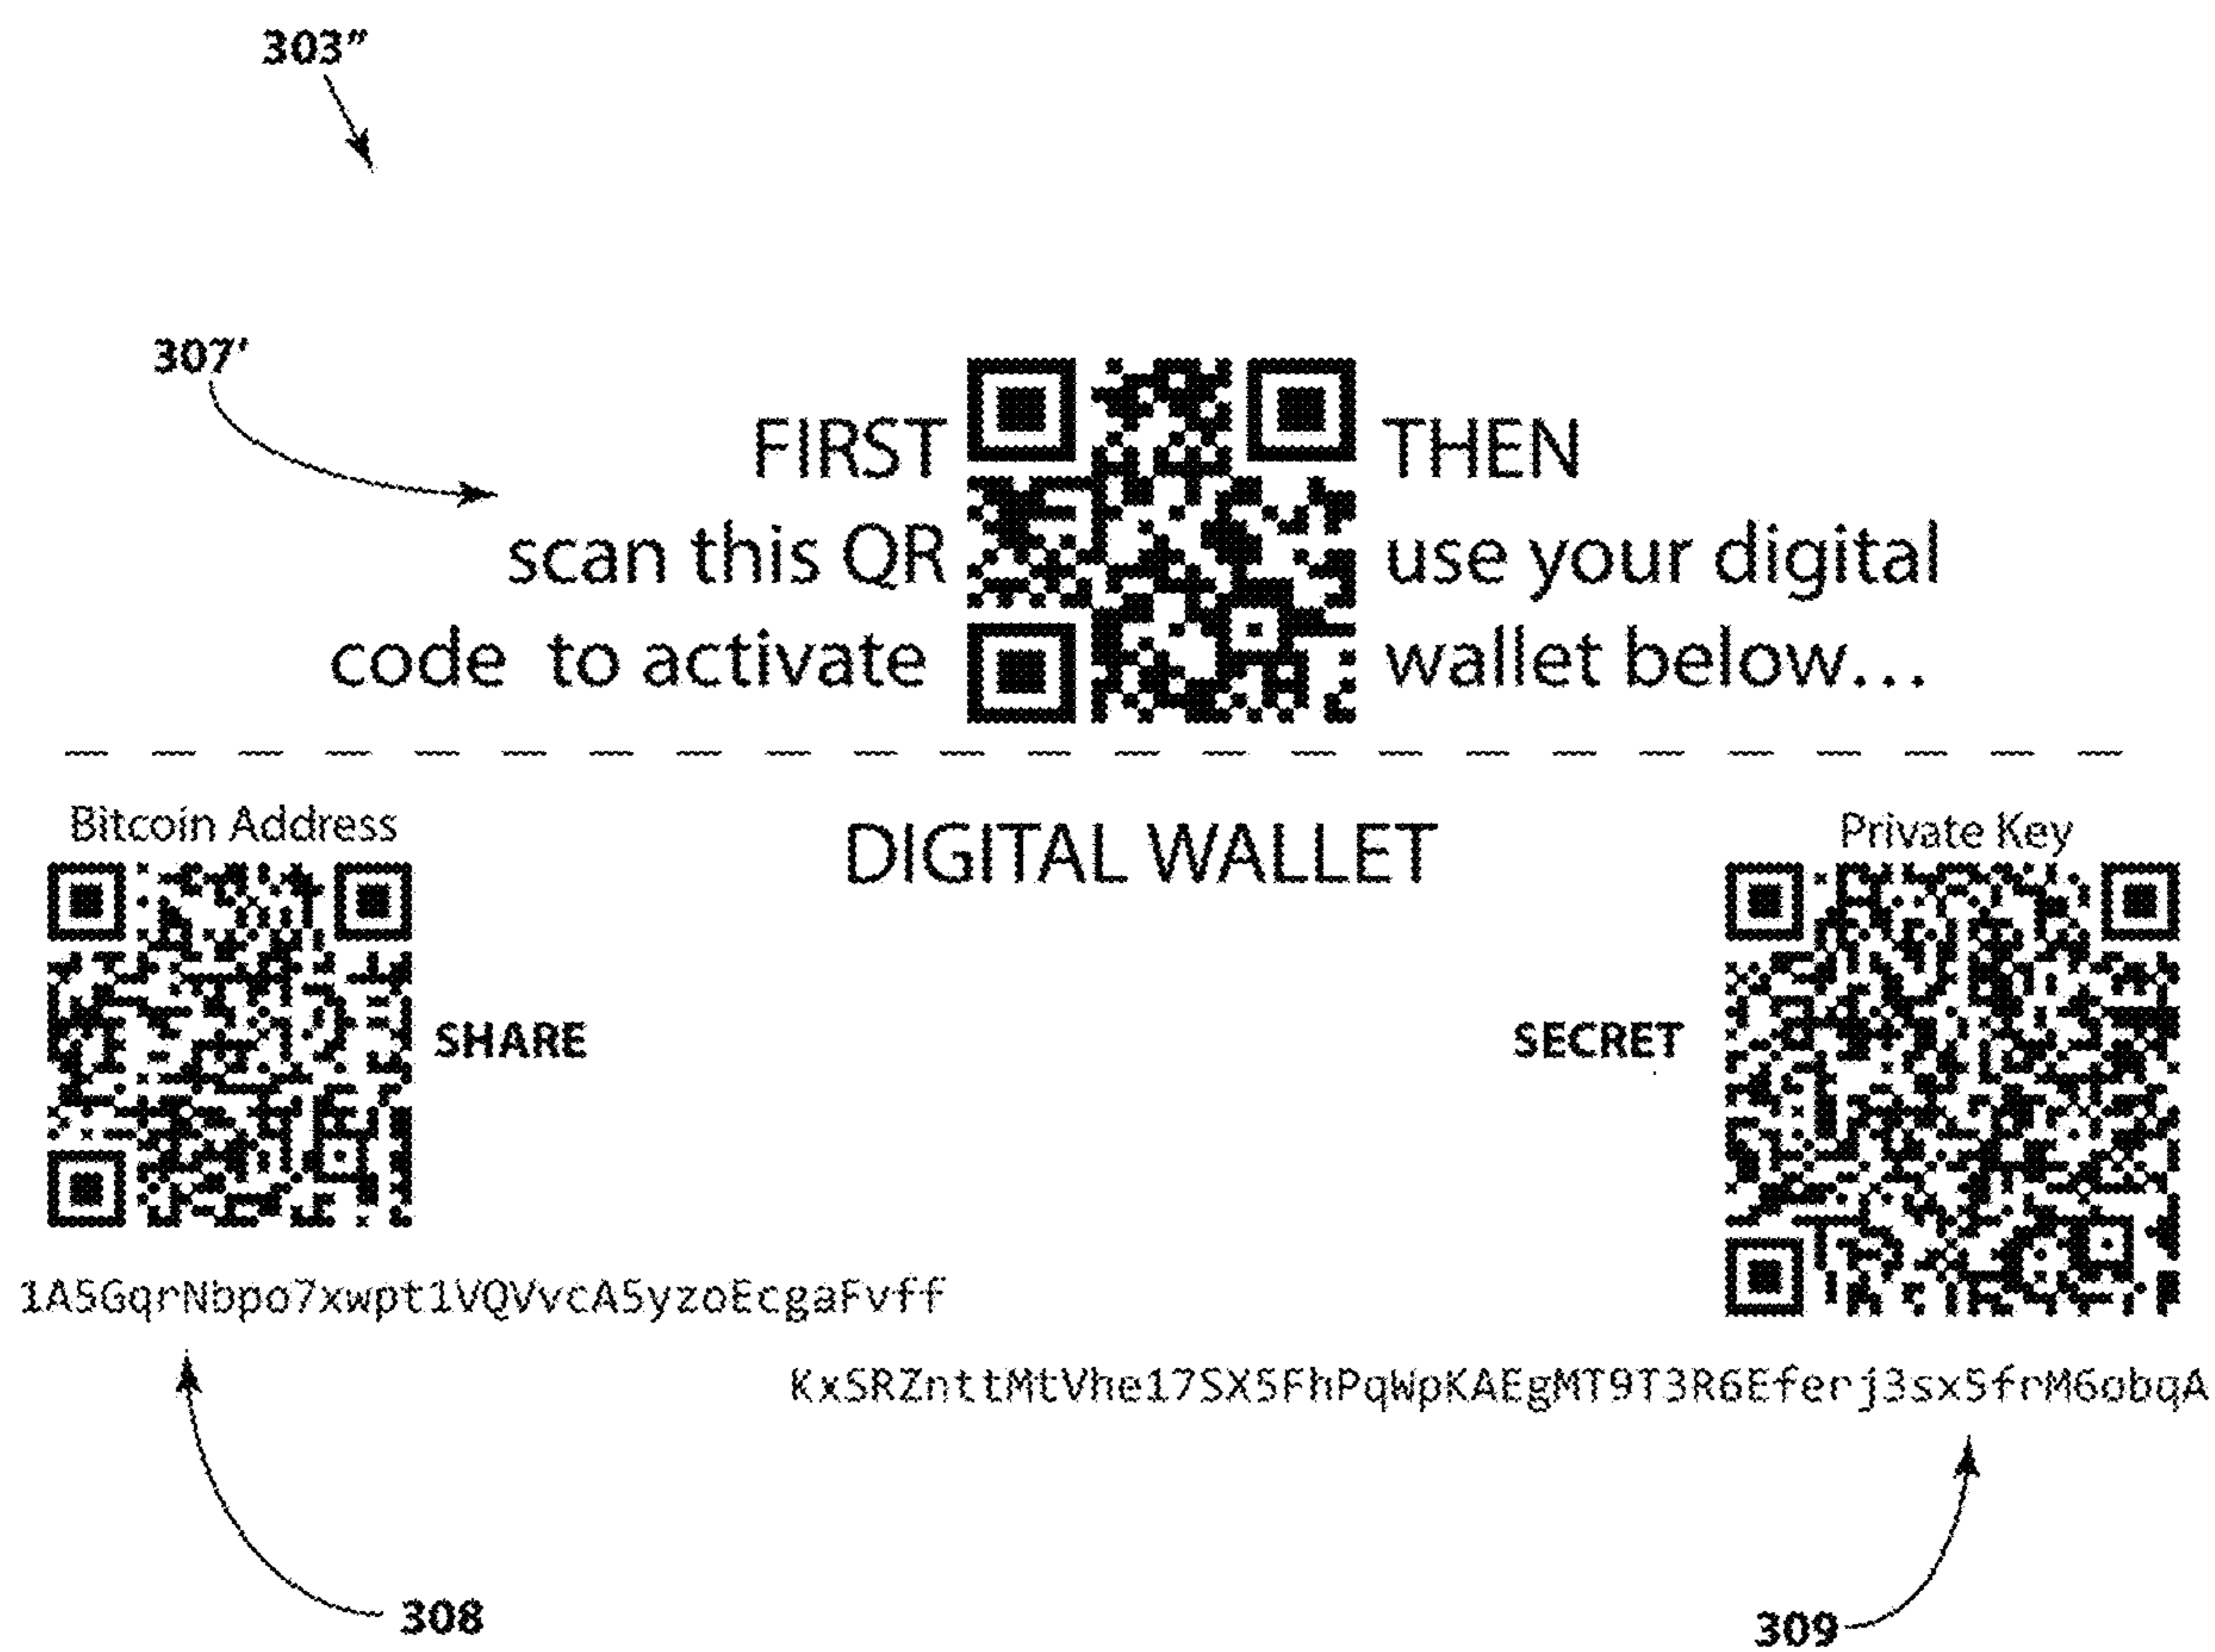 303"
307'
FIRST THEN
scan this QR use your digital
code to activate wallet below...
Bitcoin Address DIGITAL WALLET Private Key
SHARE SECRET
1A5GqrNbpo7xwpt1VQVvcA5yzoEcgaFvff
KxSRZnttMtVhe17SX5FhPqWpKAEgMT9T3R6Eferj3sx5frM6obqA
308
309